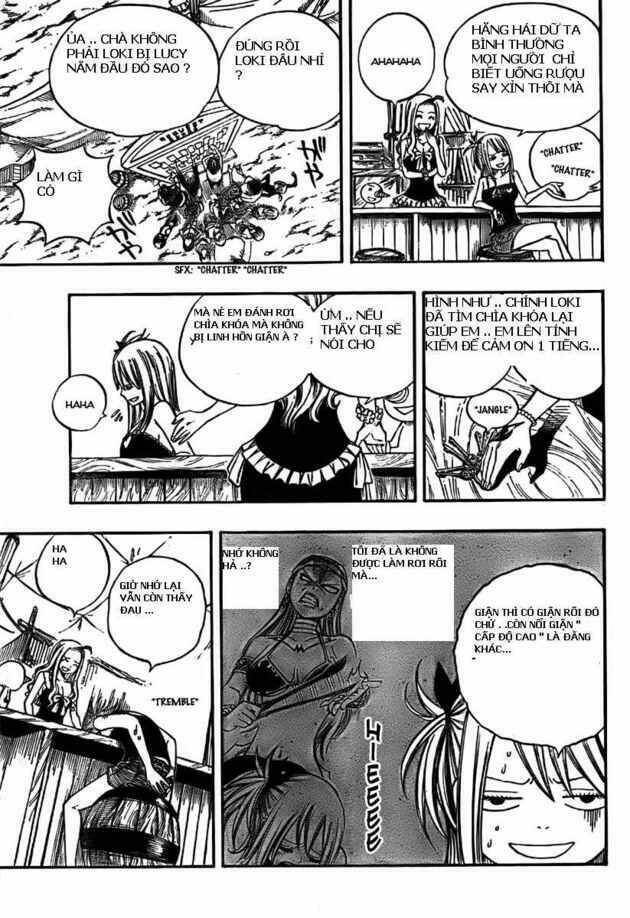 HĂNG HÁI DỮ TA
BÌNH THƯỜNG
MỌI NGƯỜI CHỈ
BIẾT UỐNG RƯỢU
SAY XỈN THÔI MÀ
AHAHAHA
"CHATTER"
"CHATTER"
ĐÚNG RỒI
LOKI ĐÂU NHỈ
?
ỦA .. CHÀ KHÔNG
PHẢI LOKI BỊ LUCY
NĂM ĐẦU ĐÓ SAO ?
LÀM GÌ
CÓ
SFX: "CHATTER" "CHATTER"
HÌNH NHƯ .. CHÍNH LOKI
ĐÃ TÌM CHÌA KHÓA LẠI
GIÚP EM .. EM LÊN TÍNH
KIẾM ĐỂ CẢM ƠN 1 TIẾNG...
"JANGLE"
ỪM .. NẾU
THẤY CHỊ SẼ
NÓI CHO
MÀ NÈ EM ĐÁNH RƠI
CHÌA KHÓA MÀ KHÔNG
BỊ LINH HỒN GIẬN À ?
HAHA
GIẬN THÌ CÓ GIẬN RỒI ĐÓ
CHỨ . .CÒN NỔI GIẬN "
CẤP ĐỘ CAO " LÀ ĐẰNG
KHÁC...
TÔI ĐÃ LÀ KHÔNG
ĐƯỢC LÀM RƠI RỒI
MÀ...
NHỚ KHÔNG
HẢ ..?
HIEEEE
HA
HA
GIỜ NHỚ LẠI
VẪN CÒN THẤY
ĐAU ...
"TREMBLE"